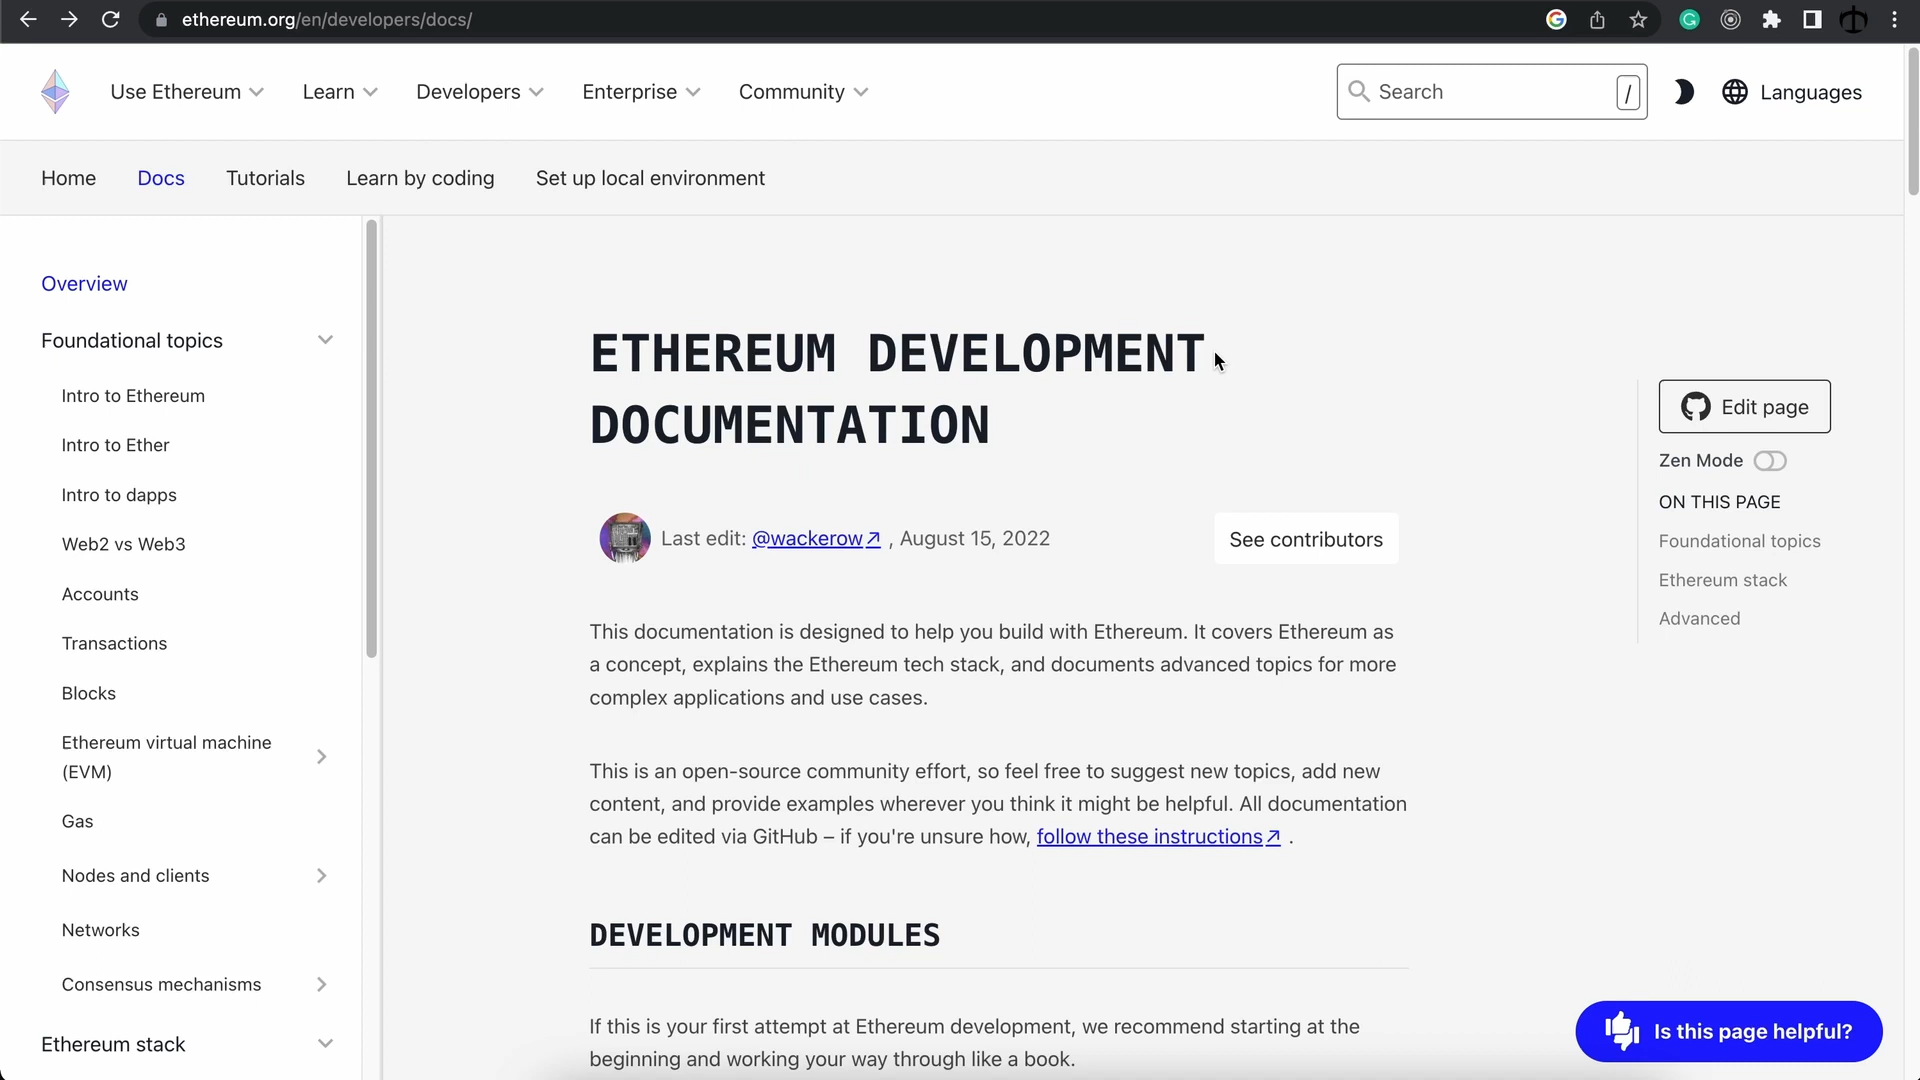 ethereum.org/en/developers/docs/
Use Ethereum
Learn
Developers
Enterprise
Community
Search
/
Languages
Home
Docs
Tutorials
Learn by coding
Set up local environment
Overview
Foundational topics
Intro to Ethereum
Intro to Ether
Intro to dapps
Web2 vs Web3
Accounts
Transactions
Blocks
Ethereum virtual machine
(EVM)
Gas
Nodes and clients
Networks
Consensus mechanisms
Ethereum stack
ETHEREUM DEVELOPMENT
DOCUMENTATION
Last edit: @wackerow↗ , August 15, 2022
See contributors
This documentation is designed to help you build with Ethereum. It covers Ethereum as
a concept, explains the Ethereum tech stack, and documents advanced topics for more
complex applications and use cases.
This is an open-source community effort, so feel free to suggest new topics, add new
content, and provide examples wherever you think it might be helpful. All documentation
can be edited via GitHub – if you're unsure how, follow these instructions↗ .
DEVELOPMENT MODULES
If this is your first attempt at Ethereum development, we recommend starting at the
beginning and working your way through like a book.
Edit page
Zen Mode
ON THIS PAGE
Foundational topics
Ethereum stack
Advanced
Is this page helpful?